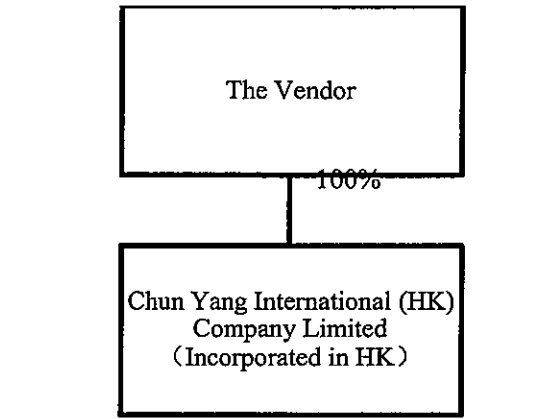 The Vendor
100%
Chun Yang International (HK)
Company Limited
（Incorporated in HK）